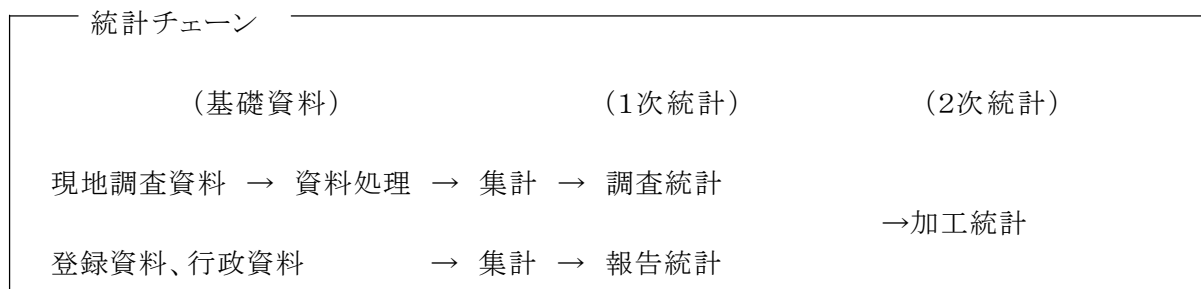 統計チェーン
（基礎資料） （1次統計） （2次統計）
現地調査資料 → 資料処理 → 集計 → 調査統計
→加工統計
登録資料、行政資料 → 集計 → 報告統計